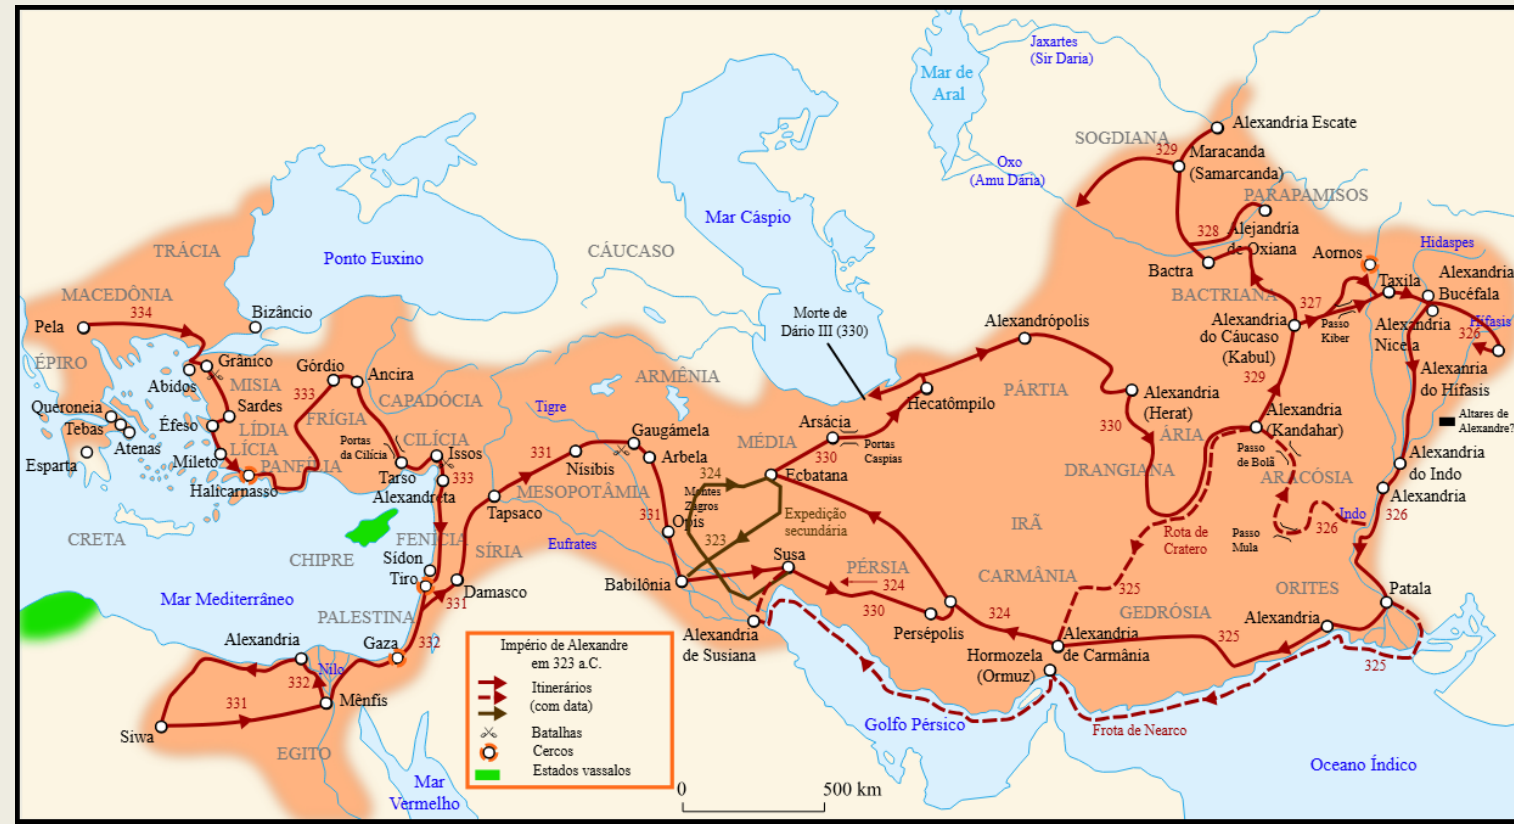 Jaxartes
(Sir Daria)
Mar de
Aral
SOGDIANA
Alexandria Escate
329
Maracanda
(Samarcanda)
Oxo
(Amu Dária)
PARAPAMISOS
Mar Cáspio
328
Alejandría
de Oxiana
Hidaspes
TRÁCIA
Ponto Euxino
CÁUCASO
Aornos
Bactra
Taxila
Alexandria
Bucéfala
MACEDÔNIA
334
Bizâncio
BACTRIANA
327
Pela
Morte de
Dário III (330)
Alexandrópolis
Alexandria
do Cáucaso
(Kabul)
Passo
Kiber
Alexandria
Niceia
Hífasis
326
ÉPIRO
Grânico
Abidos
MISIA
Górdio
Ancira
ARMÊNIA
333
CAPADÓCIA
Hecatômpilo
PÁRTIA
Alexandria
(Herat)
329
Alexanria
do Hífasis
Queroneia
Tebas
Atenas
Esparta
Sardes
Éfeso
LÍDIA
LÍCIA
Mileto
PANFÍLIA
Halicarnasso
FRÍGIA
Portas
da Cilícia
CILÍCIA
Issos
Tarso
333
Alexandreta
Tigre
Gaugámela
Arbela
331
Nísibis
MESOPOTÂMIA
Tapsaco
MÉDIA
Arsácia
Portas
Caspias
330
Ecbatana
324
Montes
Zagros
330
ÁRIA
DRANGIANA
Alexandria
(Kandahar)
Passo
de Bolã
ARACÓSIA
Altares de
Alexandre?
Alexandria
do Indo
Alexandria
326
CRETA
CHIPRE
FENÍCIA
SÍRIA
Sídon
Tiro
Eufrates
331
Opis
323
Expedição
secundária
IRÃ
Rota de
Cratero
Passo
Mula
326
Indo
Babilônia
Susa
PÉRSIA
324
330
CARMÂNIA
325
GEDRÓSIA
ORITES
Patala
Mar Mediterrâneo
PALESTINA
Damasco
331
Alexandria
Gaza
332
Nilo
332
Mênfis
331
Siwa
EGITO
Mar
Vermelho
Alexandria
de Susiana
Persépolis
324
Alexandria
de Carmânia
Hormozela
(Ormuz)
325
Alexandria
325
Golfo Pérsico
Frota de Nearco
Oceano Índico
Império de Alexandre
em 323 a.C.
Itinerários
(com data)
Batalhas
Cercos
Estados vassalos
0
500 km